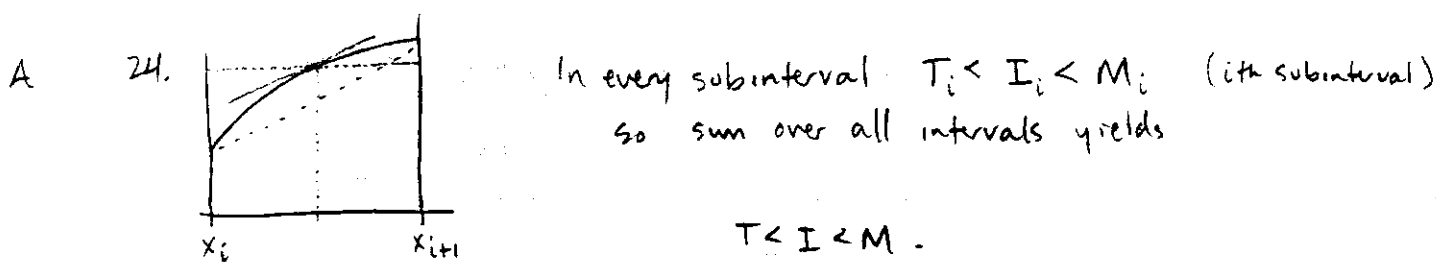 A 24. In every subinterval T_i < I_i < M_i (ith subinterval)
so sum over all intervals yields
T < I < M.
x_i x_{i+1}